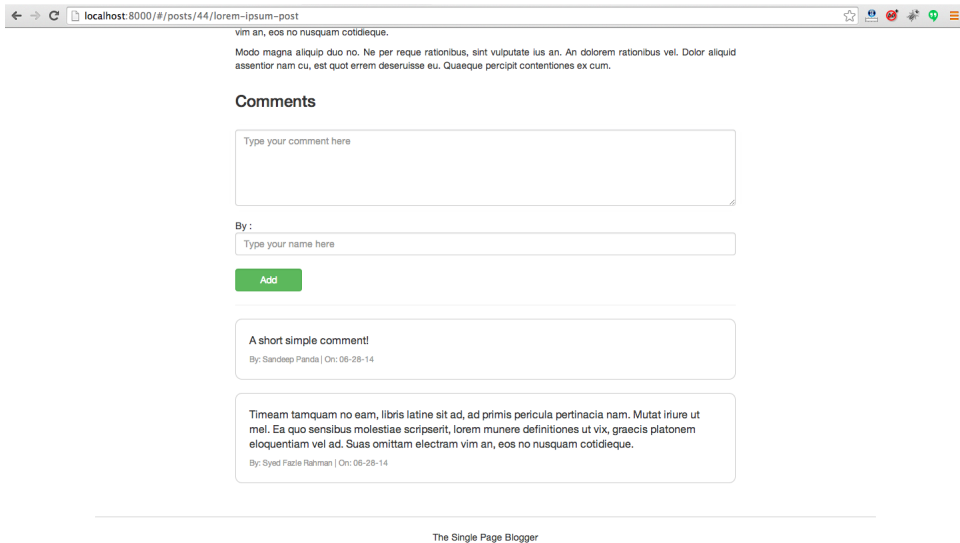 localhost:8000/#/posts/44/lorem-ipsum-post
vim an, eos no nusquam cotidieque.
Modo magna aliquip duo no. Ne per reque rationibus, sint vulputate ius an. An dolorem rationibus vel. Dolor aliquid
assentior nam cu, est quot errem deseruisse eu. Quaeque percipit contentiones ex cum.
Comments
Type your comment here
By :
Type your name here
Add
A short simple comment!
By: Sandeep Panda | On: 06-28-14
Timeam tamquam no eam, libris latine sit ad, ad primis pericula pertinacia nam. Mutat iriure ut
mel. Ea quo sensibus molestiae scripserit, lorem munere definitiones ut vix, graecis platonem
eloquentiam vel ad. Suas omittam electram vim an, eos no nusquam cotidieque.
By: Syed Fazle Rahman | On: 06-28-14
The Single Page Blogger